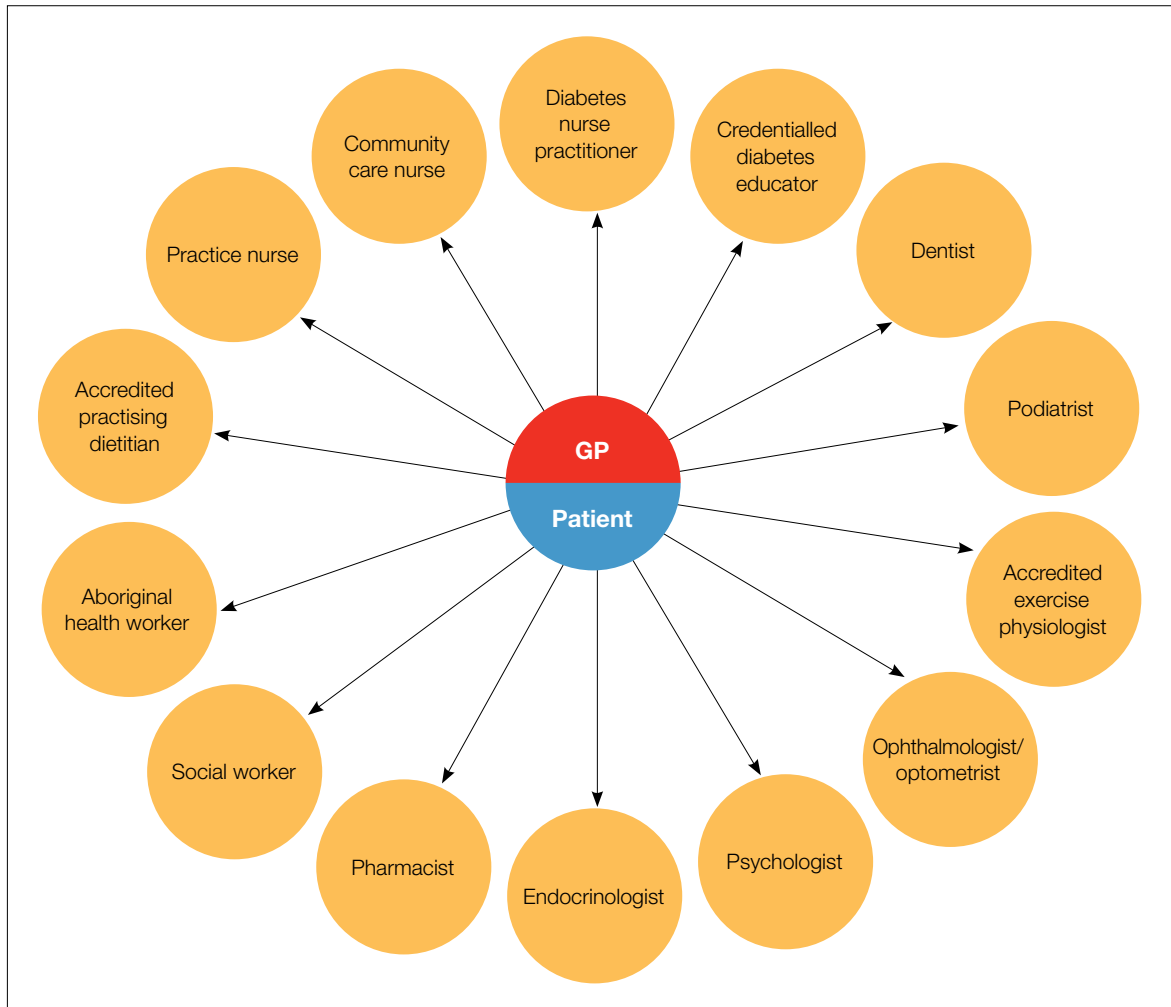 Diabetes
nurse
practitioner
Credentialled
diabetes
educator
Dentist
Podiatrist
Accredited
exercise
physiologist
Ophthalmologist/
optometrist
Psychologist
Endocrinologist
Pharmacist
Social worker
Aboriginal
health worker
Accredited
practising
dietitian
Practice nurse
Community
care nurse
GP
Patient